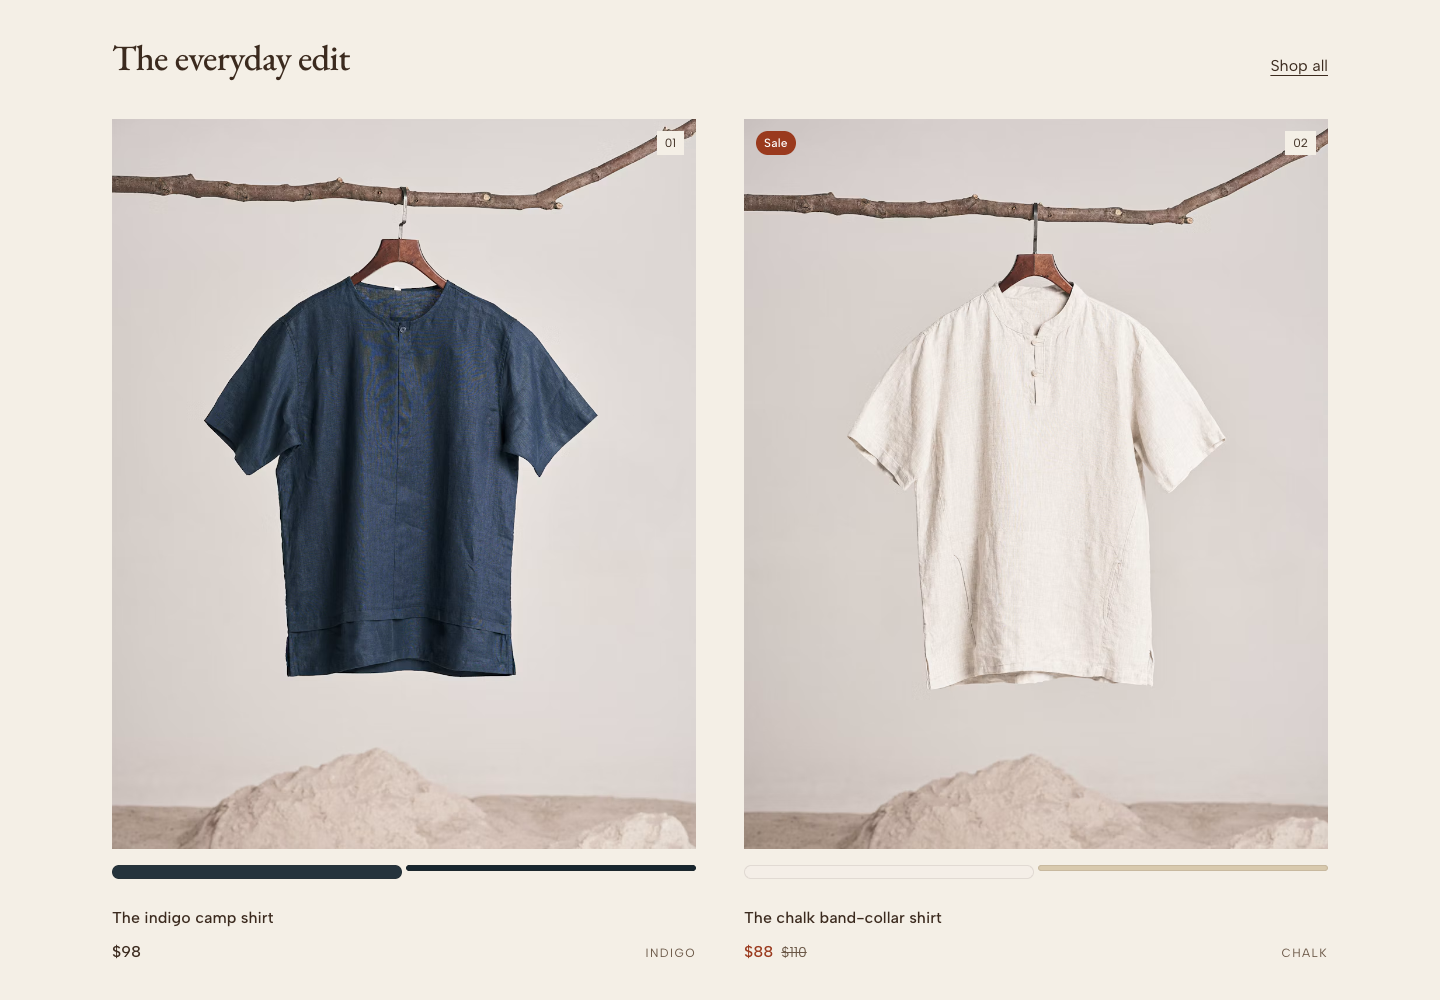 The everyday edit
Shop all
01
Sale
02
The indigo camp shirt
$98
INDIGO
The chalk band-collar shirt
$88 $110
CHALK